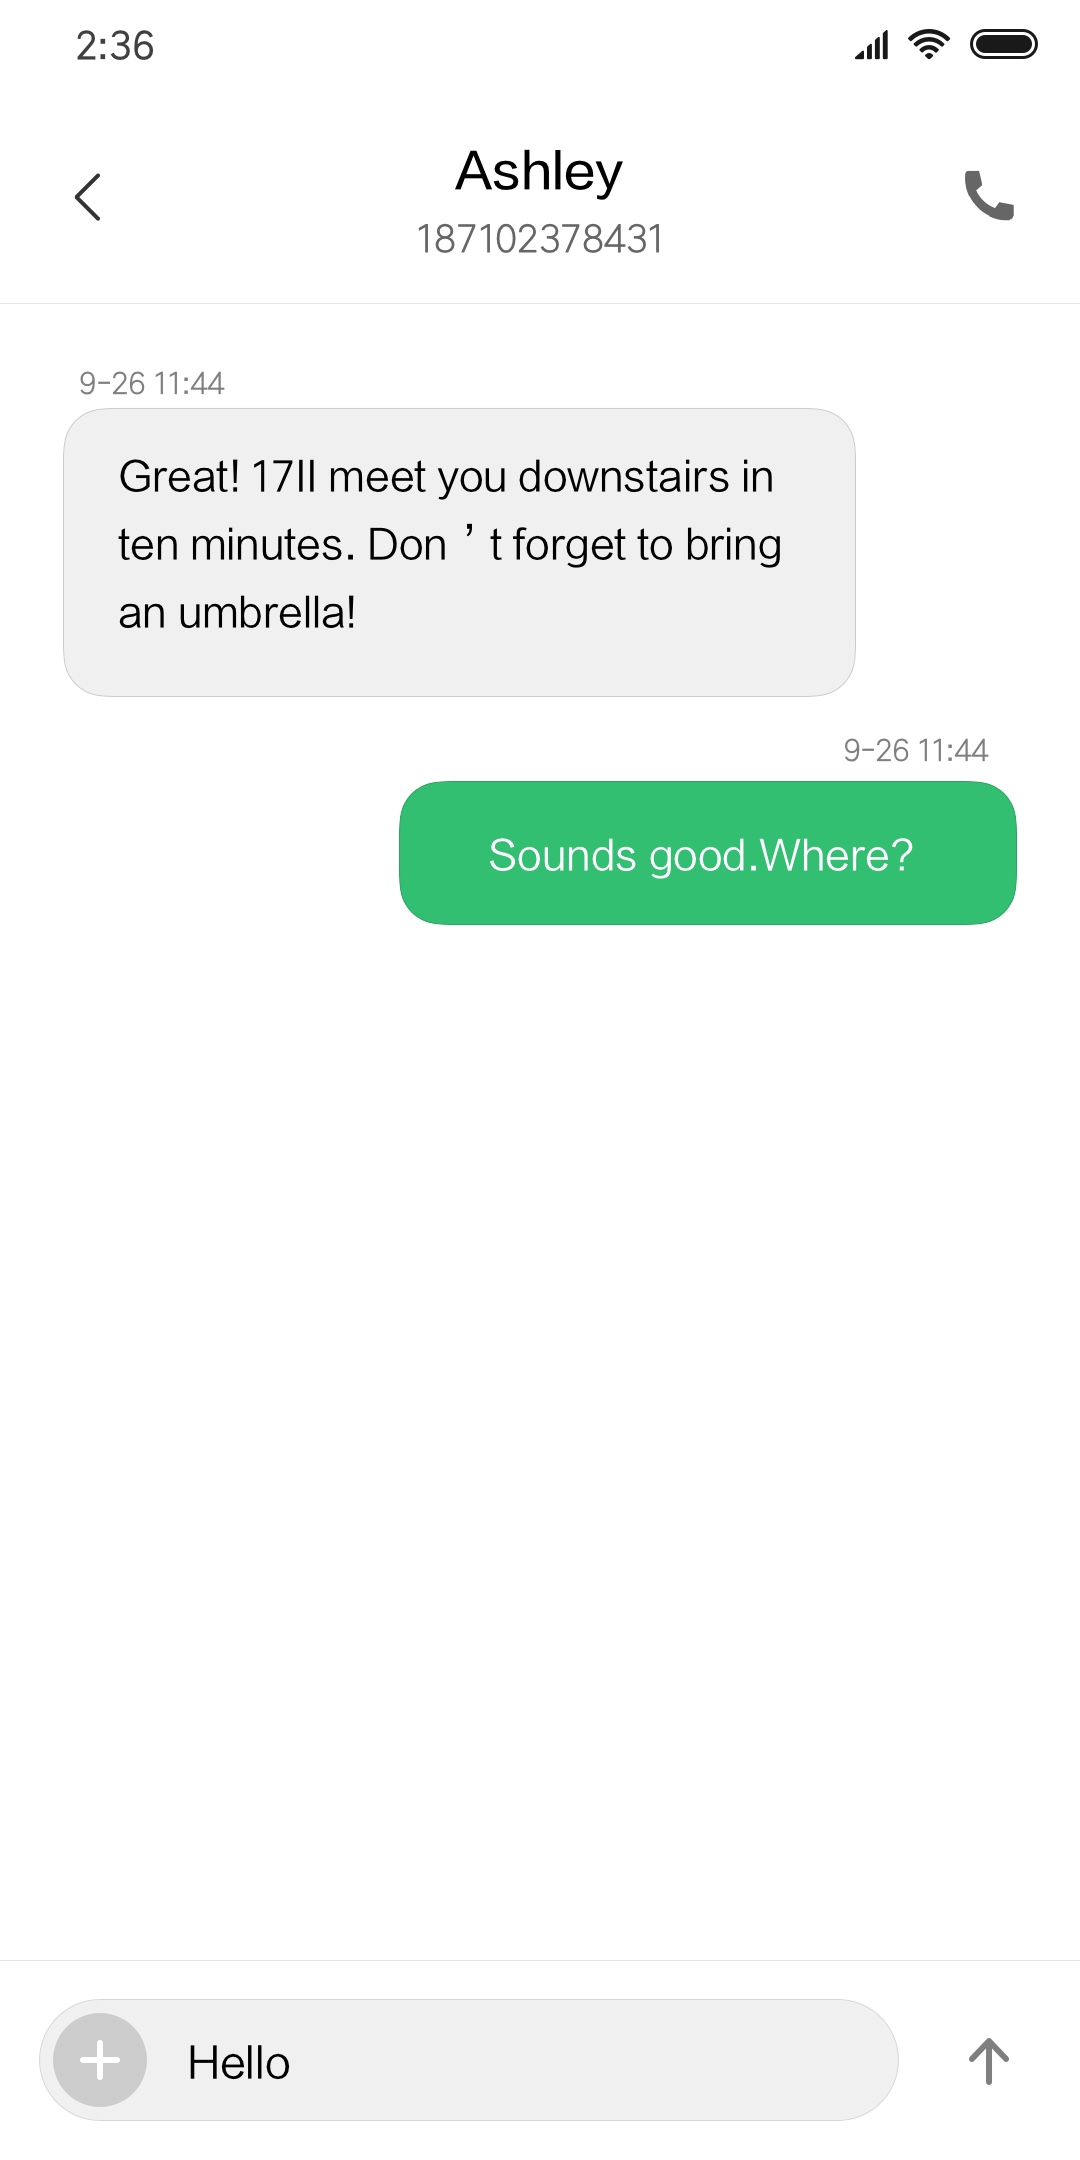 2:36
Ashley
187102378431
9-26 11:44
Great! 17ll meet you downstairs in
ten minutes. Don ’ t forget to bring
an umbrella!
9-26 11:44
Sounds good.Where?
Hello